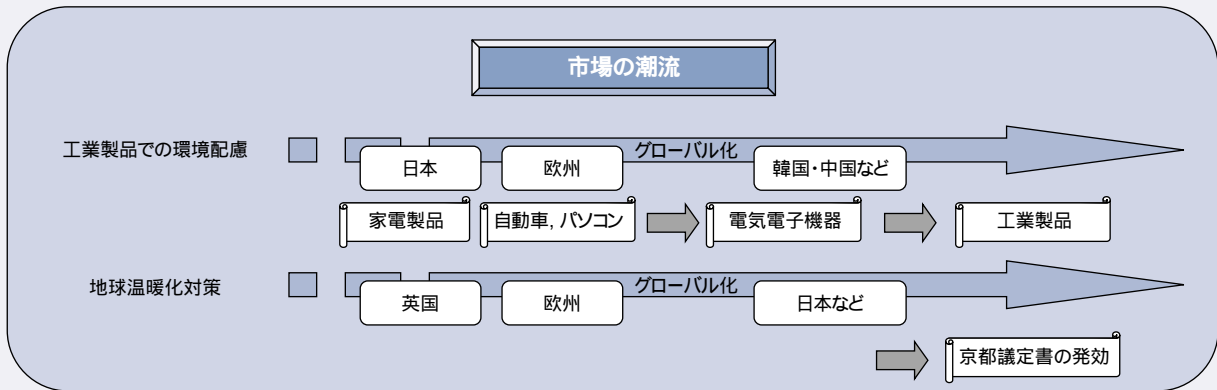 市場の潮流
工業製品での環境配慮
グローバル化
日本
欧州
韓国・中国など
家電製品
自動車, パソコン
電気電子機器
工業製品
地球温暖化対策
グローバル化
英国
欧州
日本など
京都議定書の発効